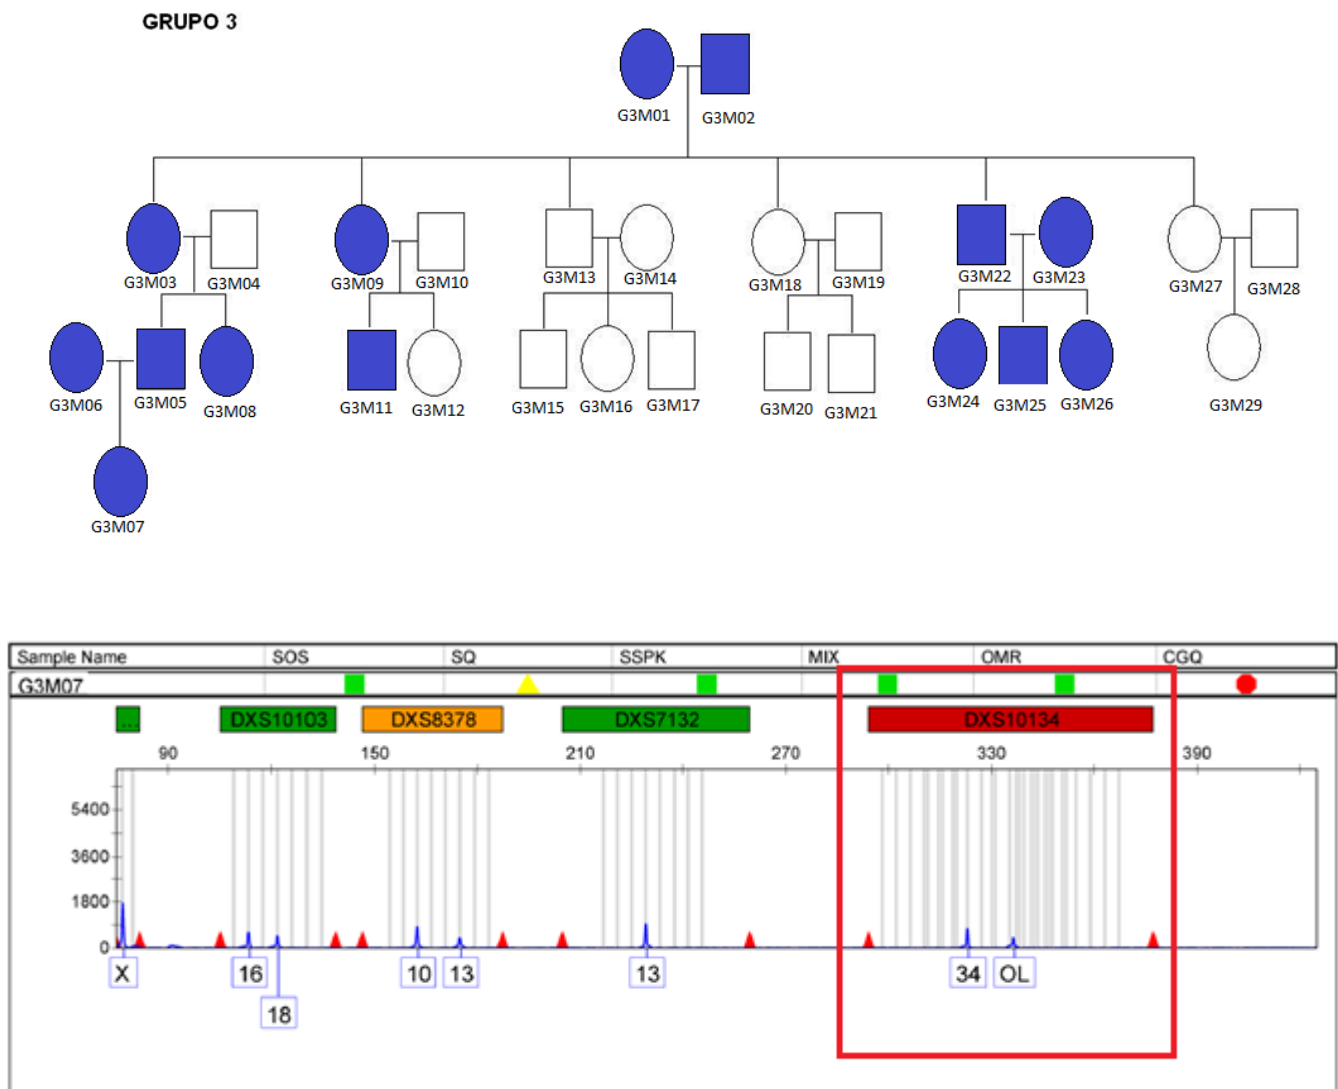 GRUPO 3
G3M01 G3M02
G3M03 G3M04 G3M09 G3M10 G3M13 G3M14 G3M18 G3M19 G3M22 G3M23 G3M27 G3M28
G3M06 G3M05 G3M08 G3M11 G3M12 G3M15 G3M16 G3M17 G3M20 G3M21 G3M24 G3M25 G3M26 G3M29
G3M07
Sample Name SOS SQ SSPK MIX OMR CGQ
G3M07
... DXS10103 DXS8378 DXS7132 DXS10134
90 150 210 270 330 390
5400
3600
1800
0
X 16 10 13 13 34 OL
18